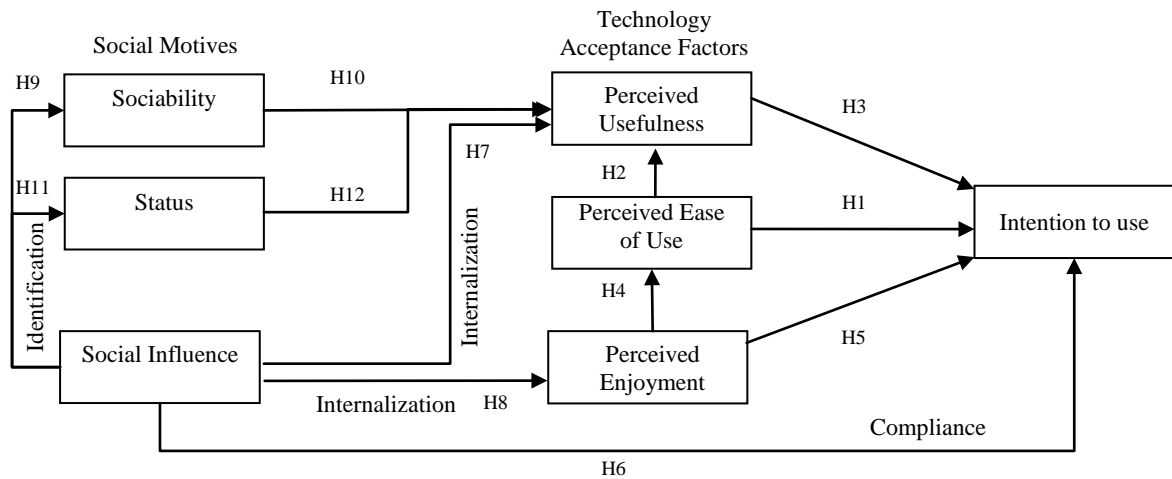 Technology
Acceptance Factors
Social Motives
H9
Sociability
H10
Perceived
Usefulness
H3
H7
H11
Status
H12
H2
Perceived Ease
of Use
H1
Intention to use
Identification
Internalization
H4
Social Influence
Perceived
Enjoyment
H5
Internalization
H8
Compliance
H6